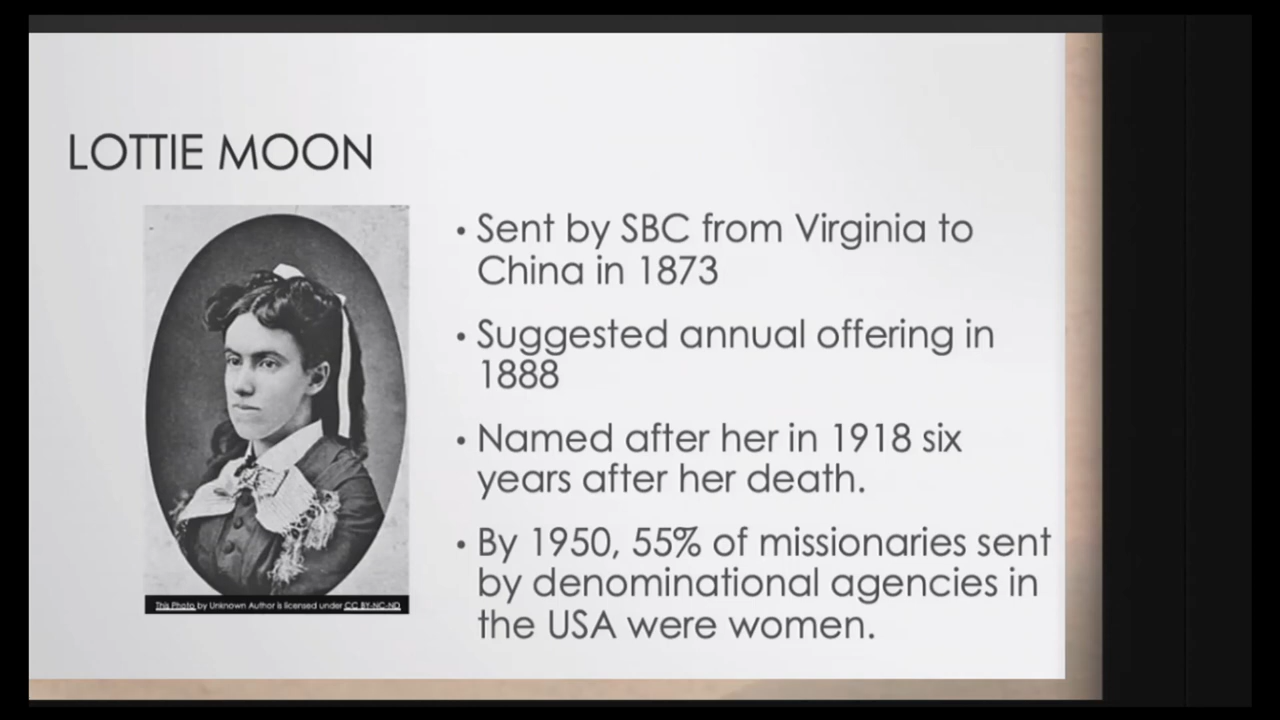 LOTTIE MOON
• Sent by SBC from Virginia to
China in 1873
• Suggested annual offering in
1888
• Named after her in 1918 six
years after her death.
• By 1950, 55% of missionaries sent
by denominational agencies in
the USA were women.
This Photo by Unknown Author is licensed under CC BY-NC-ND